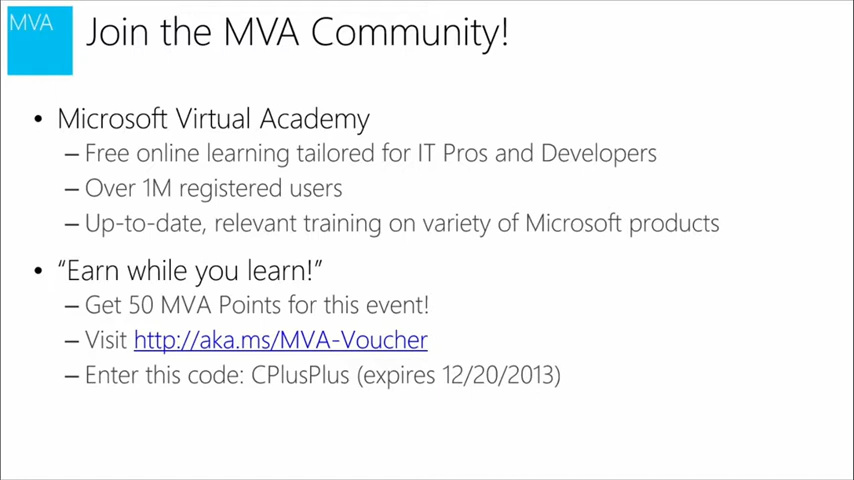 MVA
Join the MVA Community!
• Microsoft Virtual Academy
– Free online learning tailored for IT Pros and Developers
– Over 1M registered users
– Up-to-date, relevant training on variety of Microsoft products
• “Earn while you learn!”
– Get 50 MVA Points for this event!
– Visit http://aka.ms/MVA-Voucher
– Enter this code: CPlusPlus (expires 12/20/2013)